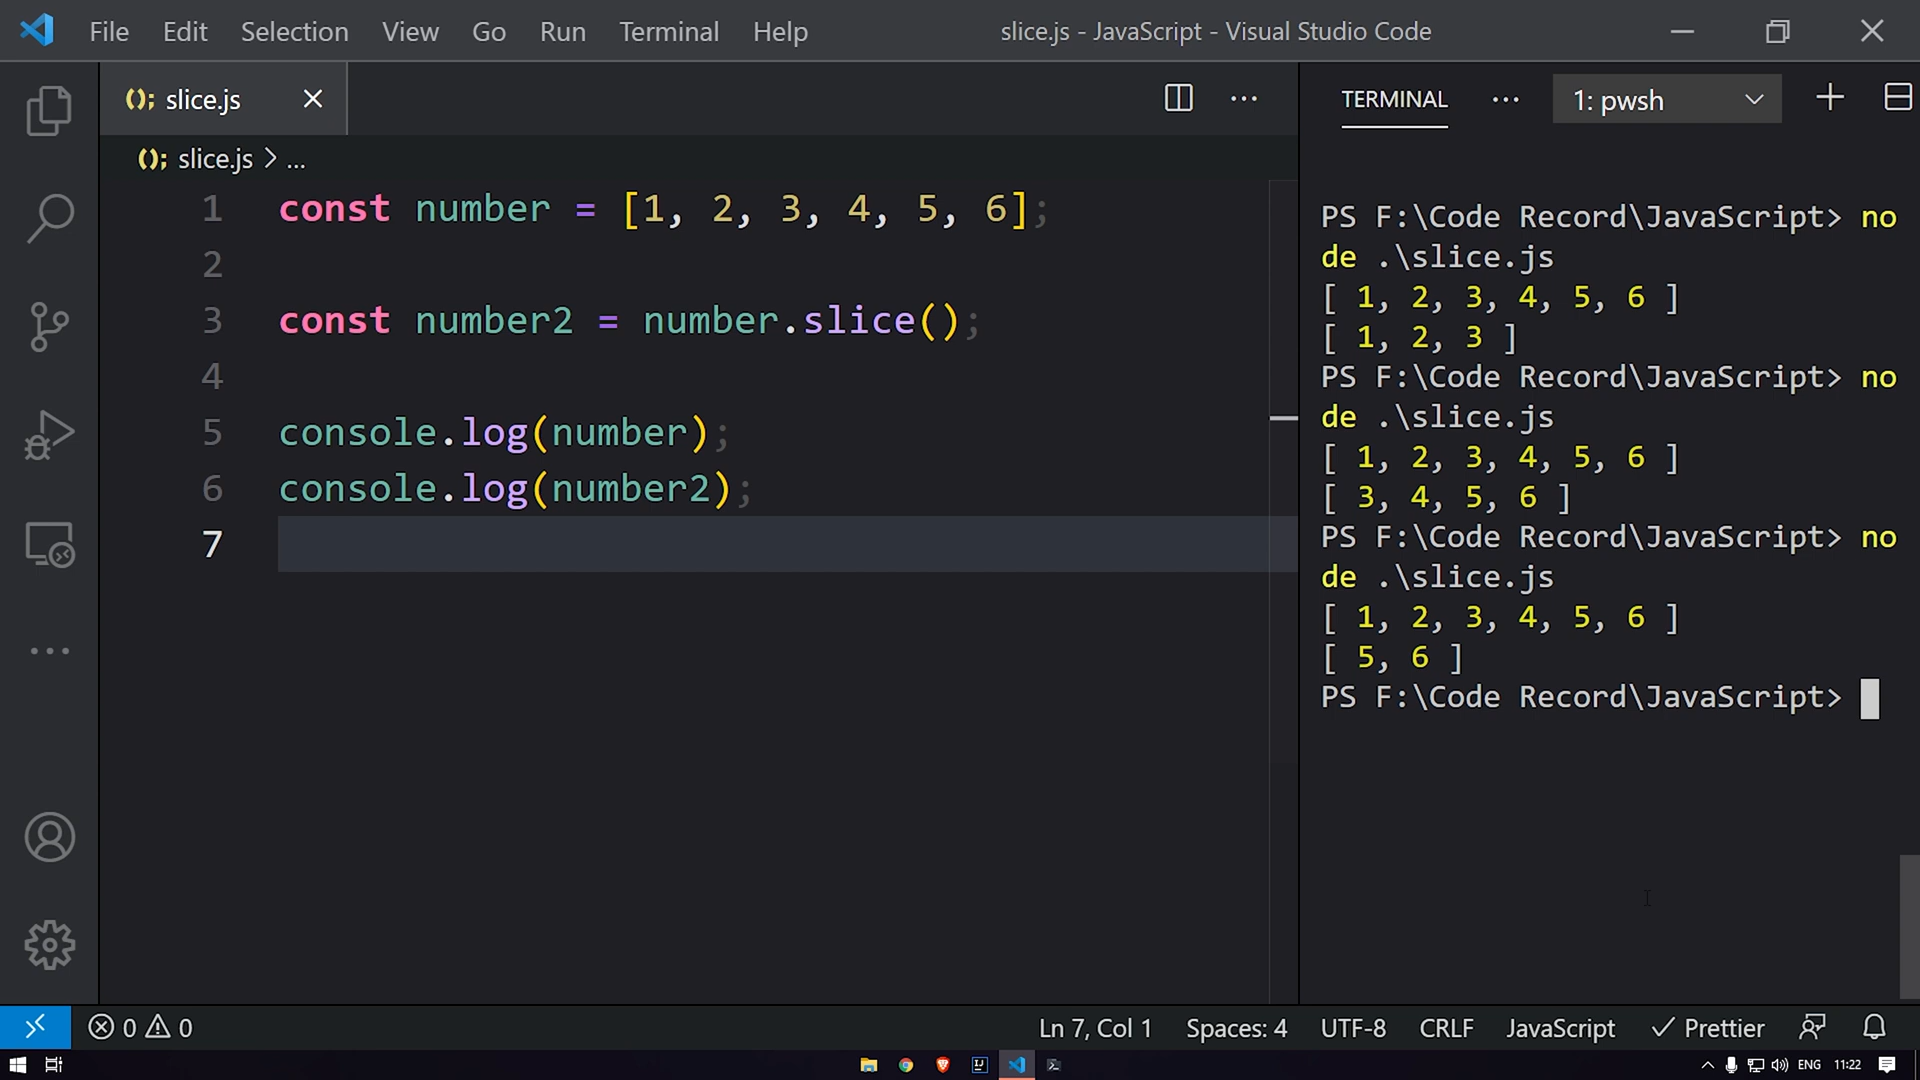 File Edit Selection View Go Run Terminal Help slice.js - JavaScript - Visual Studio Code
(); slice.js
TERMINAL ··· 1: pwsh
(); slice.js > ...
1 const number = [1, 2, 3, 4, 5, 6];
2
3 const number2 = number.slice();
4
5 console.log(number);
6 console.log(number2);
7
PS F:\Code Record\JavaScript> no
de .\slice.js
[ 1, 2, 3, 4, 5, 6 ]
[ 1, 2, 3 ]
PS F:\Code Record\JavaScript> no
de .\slice.js
[ 1, 2, 3, 4, 5, 6 ]
[ 3, 4, 5, 6 ]
PS F:\Code Record\JavaScript> no
de .\slice.js
[ 1, 2, 3, 4, 5, 6 ]
[ 5, 6 ]
PS F:\Code Record\JavaScript>
0 0 Ln 7, Col 1 Spaces: 4 UTF-8 CRLF JavaScript Prettier
IJ ENG 11:22